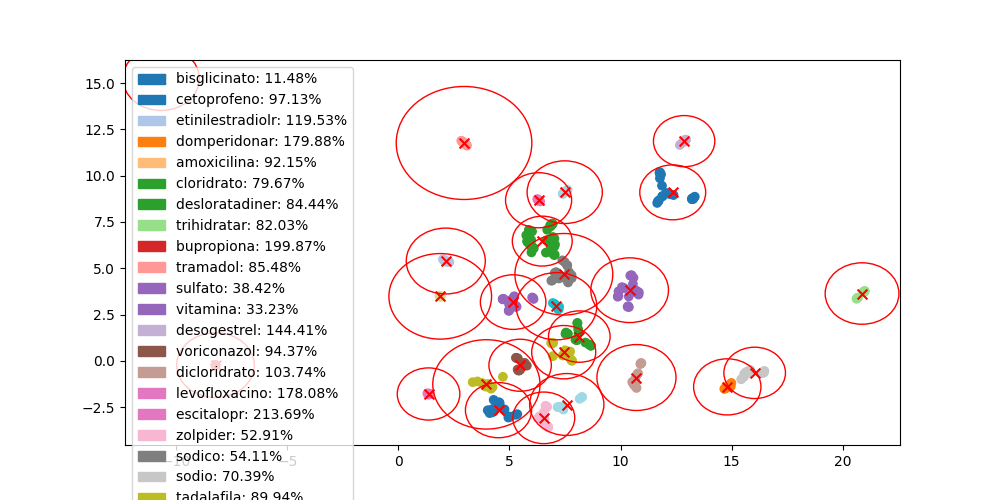 bisglicinato: 11.48%
cetoprofeno: 97.13%
etinilestradiolr: 119.53%
domperidonar: 179.88%
amoxicilina: 92.15%
cloridrato: 79.67%
desloratadiner: 84.44%
trihidratar: 82.03%
bupropiona: 199.87%
tramadol: 85.48%
sulfato: 38.42%
vitamina: 33.23%
desogestrel: 144.41%
voriconazol: 94.37%
dicloridrato: 103.74%
levofloxacino: 178.08%
escitalopr: 213.69%
zolpider: 52.91%
sodico: 54.11%
sodio: 70.39%
tadalafila: 89.94%
15.0
12.5
10.0
7.5
5.0
2.5
0.0
−2.5
−10 −5 0 5 10 15 20